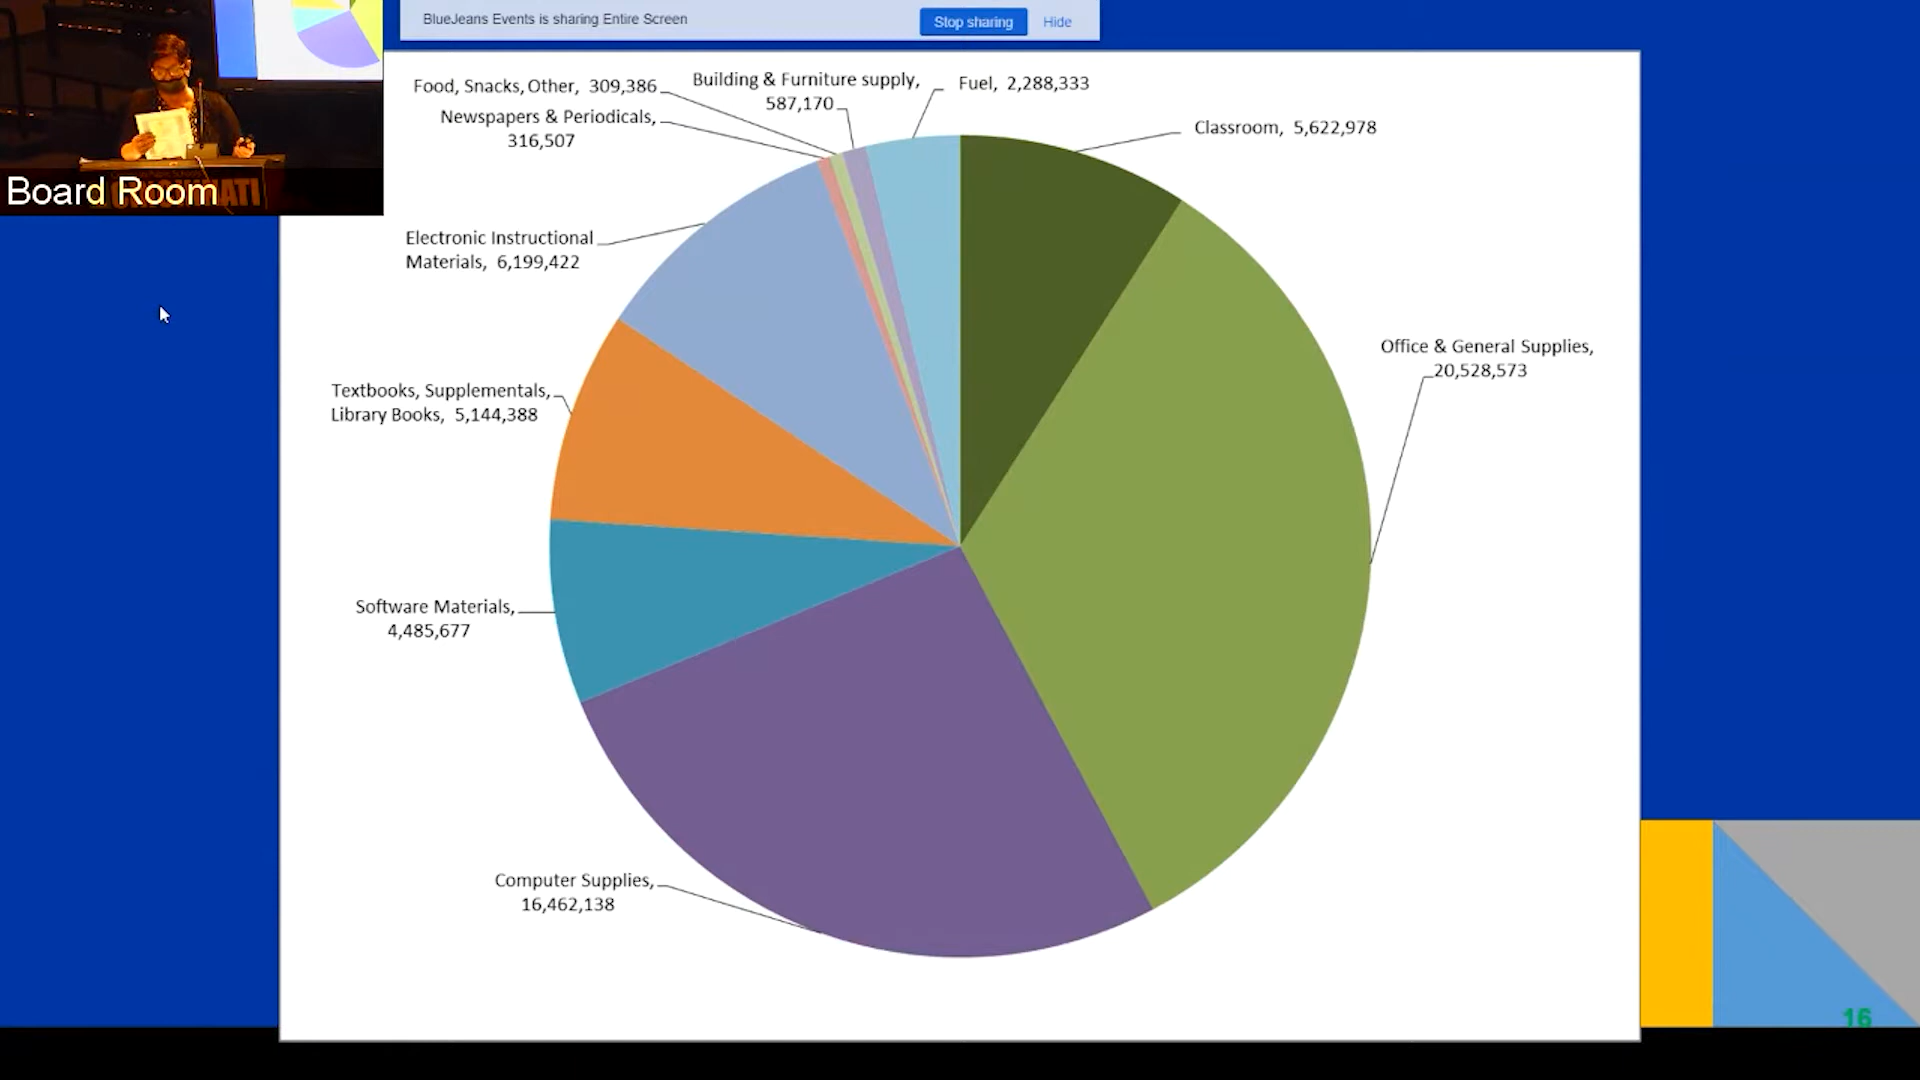 BlueJeans Events is sharing Entire Screen
Stop sharing
Hide
Board Room
Food, Snacks, Other, 309,386
Building & Furniture supply,
587,170
Fuel, 2,288,333
Newspapers & Periodicals,
316,507
Classroom, 5,622,978
Electronic Instructional
Materials, 6,199,422
Office & General Supplies,
20,528,573
Textbooks, Supplementals,
Library Books, 5,144,388
Software Materials,
4,485,677
Computer Supplies,
16,462,138
16